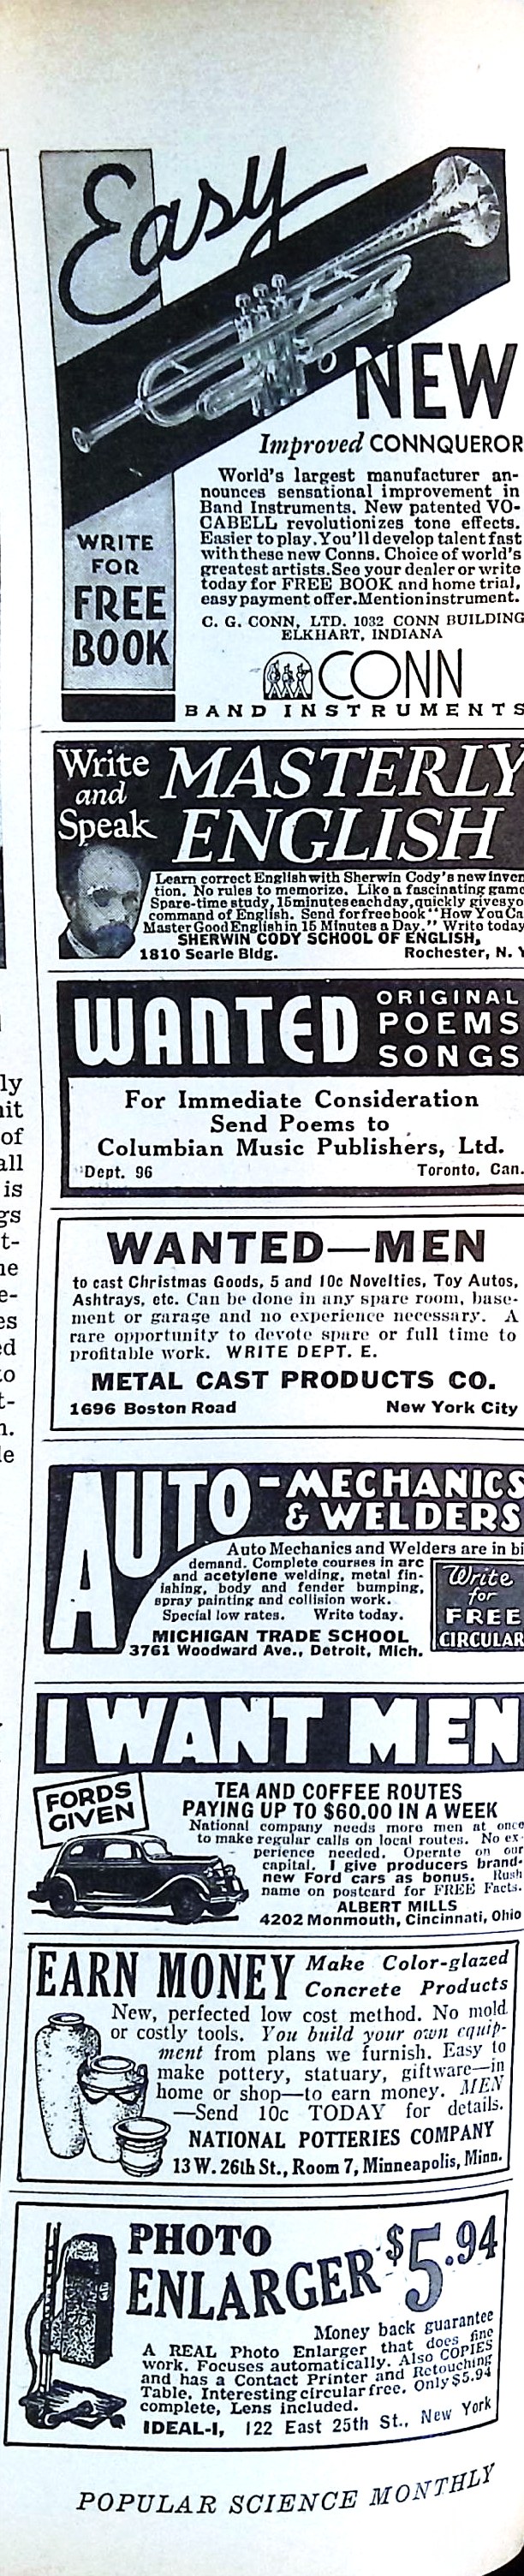 ly
it
of
all
is
gs
t-
e-
es
ed
to
t-
n.
le
Easy
NEW
Improved CONNQUEROR
World's largest manufacturer an-
nounces sensational improvement in
Band Instruments. New patented VO-
CABELL revolutionizes tone effects.
Easier to play. You'll develop talent fast
with these new Conns. Choice of world's
greatest artists. See your dealer or write
today for FREE BOOK and home trial,
easy payment offer. Mention instrument.
C. G. CONN, LTD. 1032 CONN BUILDING
ELKHART, INDIANA
WRITE
FOR
FREE
BOOK
CONN
BAND INSTRUMENTS
Write and Speak
MASTERLY
ENGLISH
Learn correct English with Sherwin Cody's new inven
tion. No rules to memorize. Like a fascinating game
Spare-time study, 15 minutes each day, quickly gives yo
command of English. Send for free book "How You Ca
Master Good English in 15 Minutes a Day." Write today
SHERWIN CODY SCHOOL OF ENGLISH,
1810 Searle Bldg. Rochester, N. Y
WANTED ORIGINAL
POEMS
SONGS
For Immediate Consideration
Send Poems to
Columbian Music Publishers, Ltd.
Dept. 96 Toronto, Can.
WANTED—MEN
to cast Christmas Goods, 5 and 10c Novelties, Toy Autos,
Ashtrays, etc. Can be done in any spare room, base-
ment or garage and no experience necessary. A
rare opportunity to devote spare or full time to
profitable work. WRITE DEPT. E.
METAL CAST PRODUCTS CO.
1696 Boston Road New York City
AUTO-MECHANICS
& WELDERS
Auto Mechanics and Welders are in bi
demand. Complete courses in arc
and acetylene welding, metal fin-
ishing, body and fender bumping,
spray painting and collision work.
Special low rates. Write today.
MICHIGAN TRADE SCHOOL
3761 Woodward Ave., Detroit, Mich.
Write
for
FREE
CIRCULAR
I WANT MEN
FORDS
GIVEN
TEA AND COFFEE ROUTES
PAYING UP TO $60.00 IN A WEEK
National company needs more men at once
to make regular calls on local routes. No ex-
perience needed. Operate on our
capital. I give producers brand-
new Ford cars as bonus. Rush
name on postcard for FREE Facts.
ALBERT MILLS
4202 Monmouth, Cincinnati, Ohio
EARN MONEY Make Color-glazed
Concrete Products
New, perfected low cost method. No mold
or costly tools. You build your own equip-
ment from plans we furnish. Easy to
make pottery, statuary, giftware—in
home or shop—to earn money. MEN
—Send 10c TODAY for details.
NATIONAL POTTERIES COMPANY
13 W. 26th St., Room 7, Minneapolis, Minn.
PHOTO
ENLARGER $5.94
Money back guarantee
A REAL Photo Enlarger that does fine
work. Focuses automatically. Also COPIES
and has a Contact Printer and Retouching
Table. Interesting circular free. Only $5.94
complete, Lens included.
IDEAL-I, 122 East 25th St., New York
POPULAR SCIENCE MONTHLY